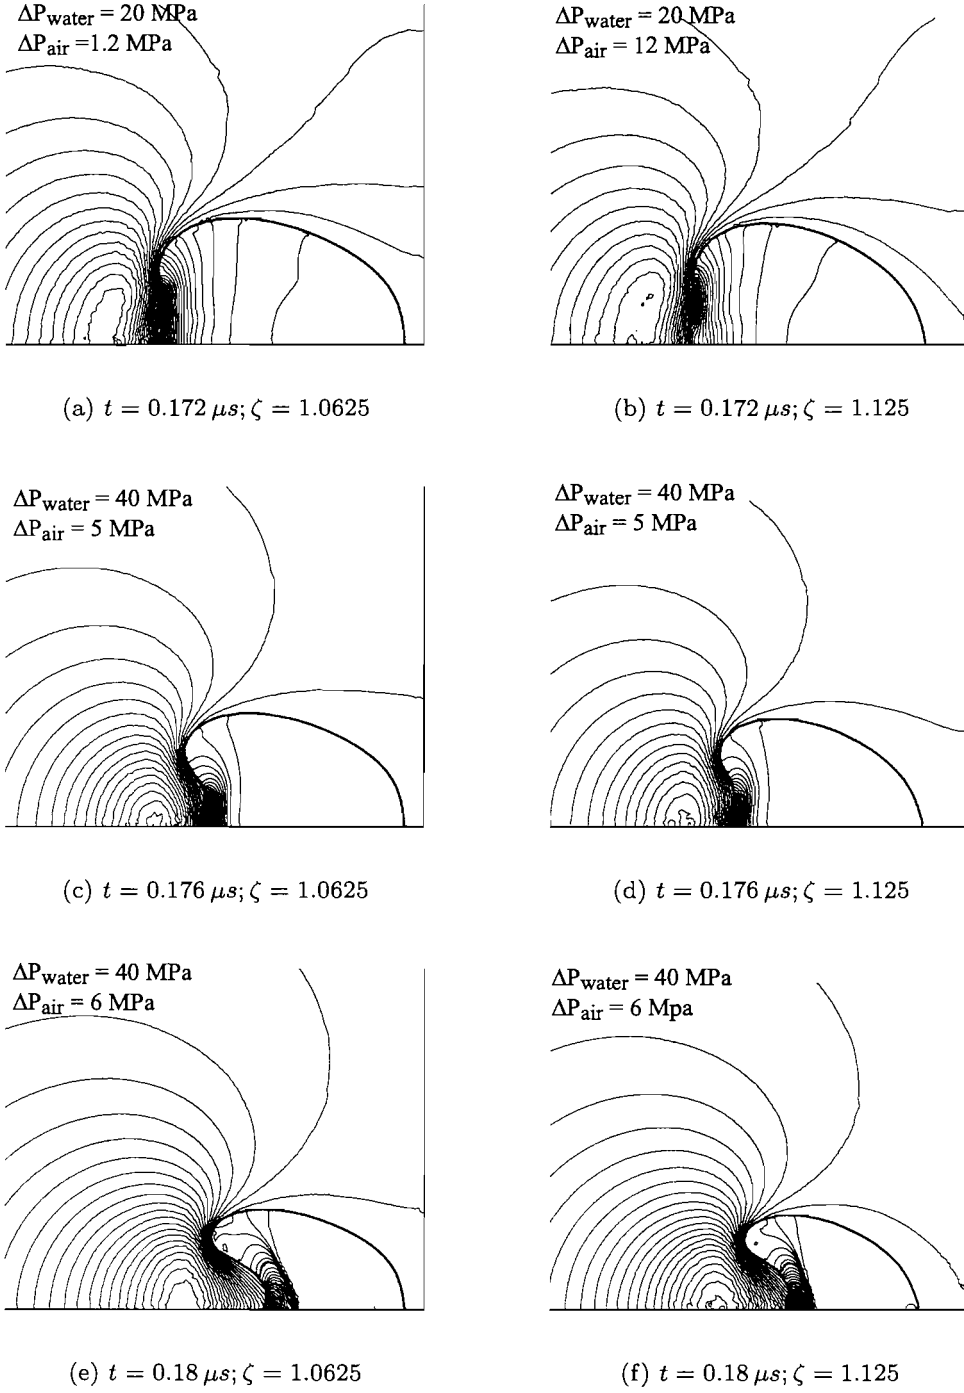 ΔPwater = 20 MPa
ΔPair =1.2 MPa
ΔPwater = 20 MPa
ΔPair = 12 MPa
(a) t = 0.172 μs; ζ = 1.0625
(b) t = 0.172 μs; ζ = 1.125
ΔPwater = 40 MPa
ΔPair = 5 MPa
ΔPwater = 40 MPa
ΔPair = 5 MPa
(c) t = 0.176 μs; ζ = 1.0625
(d) t = 0.176 μs; ζ = 1.125
ΔPwater = 40 MPa
ΔPair = 6 MPa
ΔPwater = 40 MPa
ΔPair = 6 Mpa
(e) t = 0.18 μs; ζ = 1.0625
(f) t = 0.18 μs; ζ = 1.125